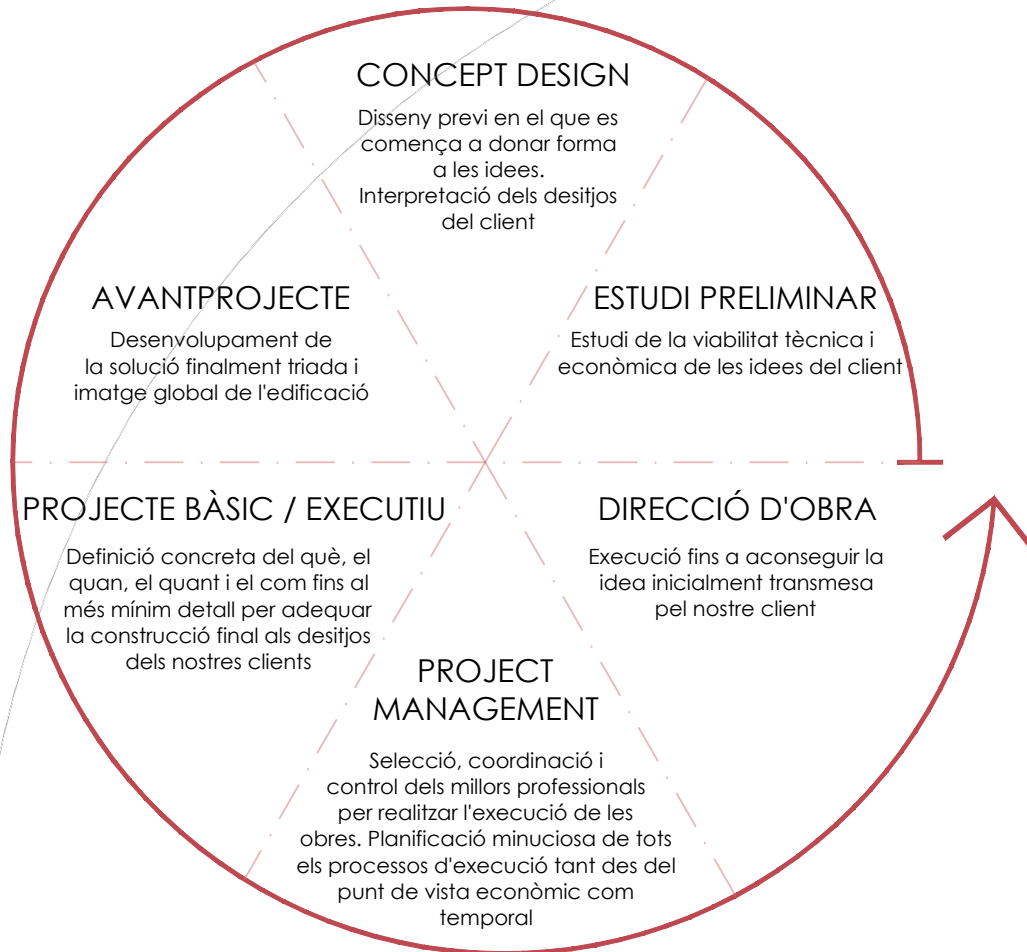 CONCEPT DESIGN
Disseny previ en el que es
comença a donar forma
a les idees.
Interpretació dels desitjos
del client
AVANTPROJECTE
Desenvolupament de
la solució finalment triada i
imatge global de l'edificació
ESTUDI PRELIMINAR
Estudi de la viabilitat tècnica i
econòmica de les idees del client
PROJECTE BÀSIC / EXECUTIU
Definició concreta del què, el
quan, el quant i el com fins al
més mínim detall per adequar
la construcció final als desitjos
dels nostres clients
DIRECCIÓ D'OBRA
Execució fins a aconseguir la
idea inicialment transmesa
pel nostre client
PROJECT
MANAGEMENT
Selecció, coordinació i
control dels millors professionals
per realitzar l'execució de les
obres. Planificació minuciosa de tots
els processos d'execució tant des del
punt de vista econòmic com
temporal